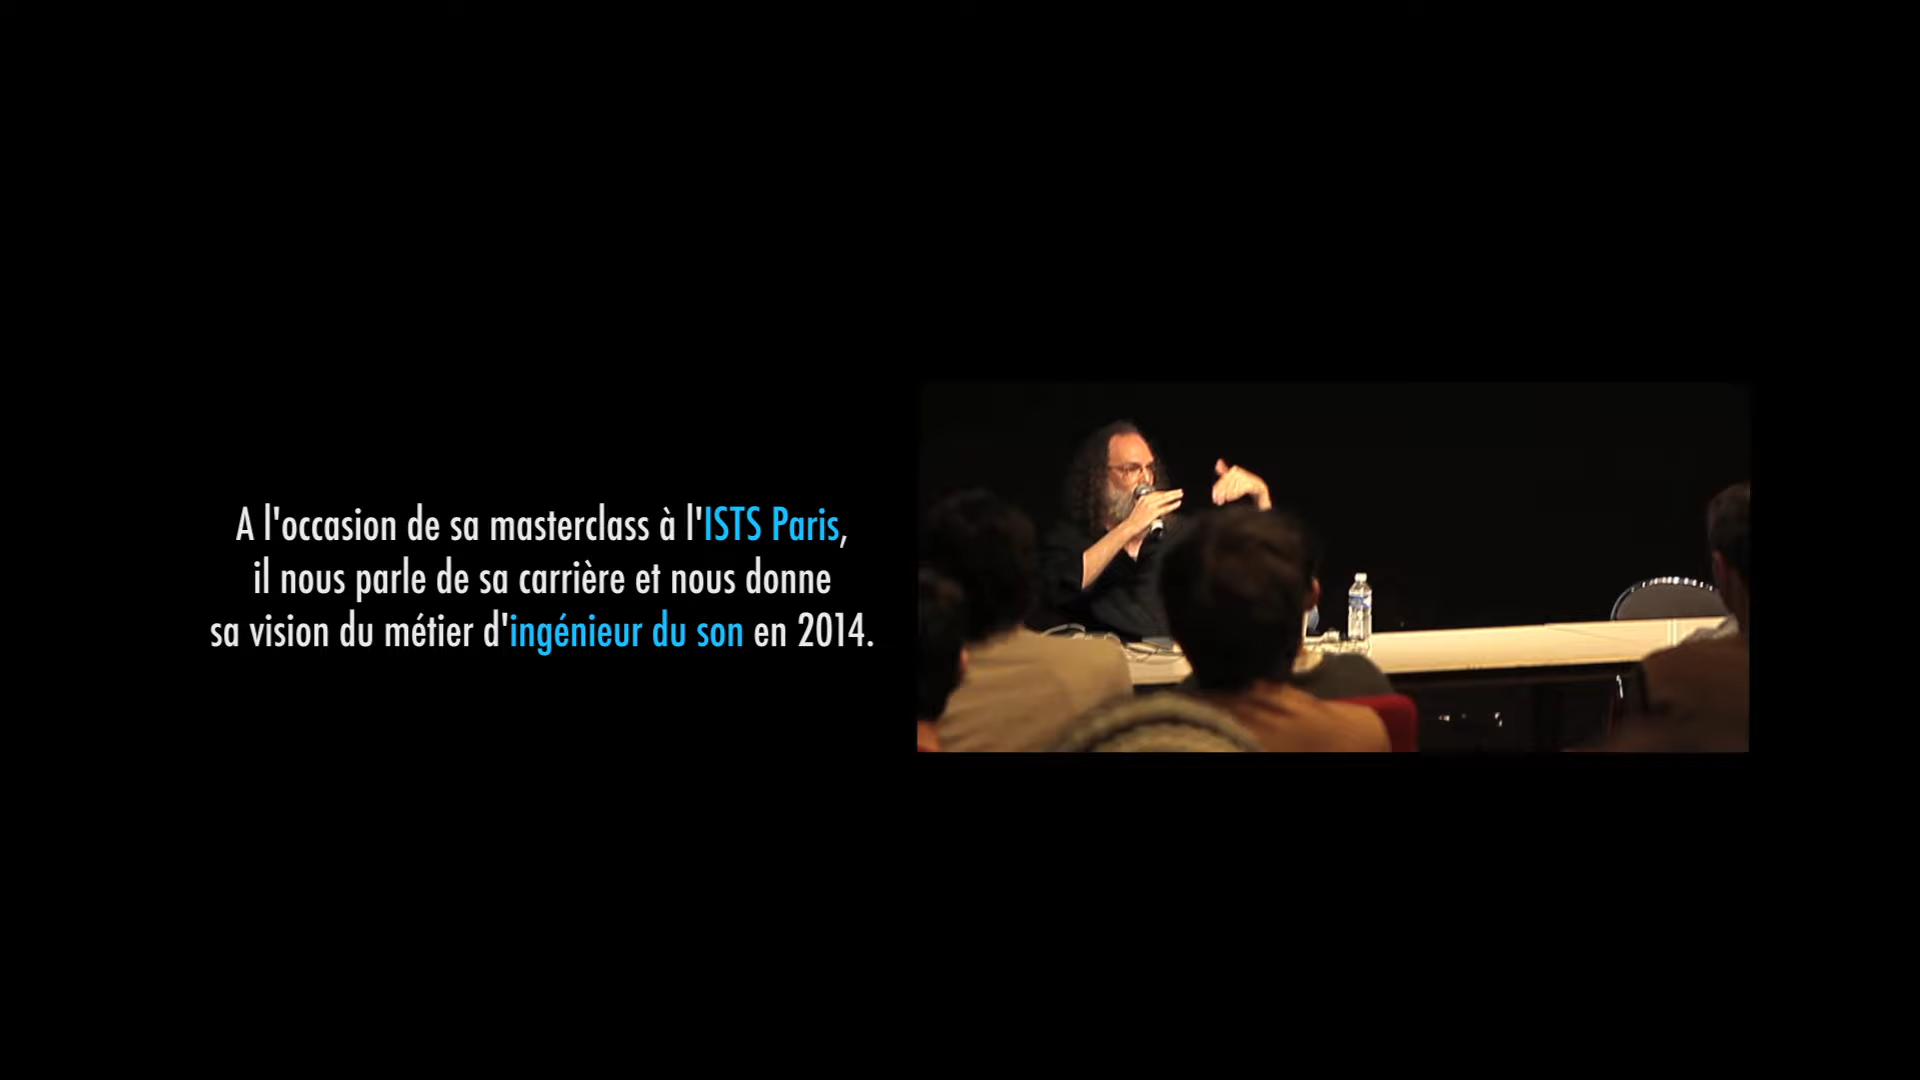 A l'occasion de sa masterclass à l'ISTS Paris,
il nous parle de sa carrière et nous donne
sa vision du métier d'ingénieur du son en 2014.